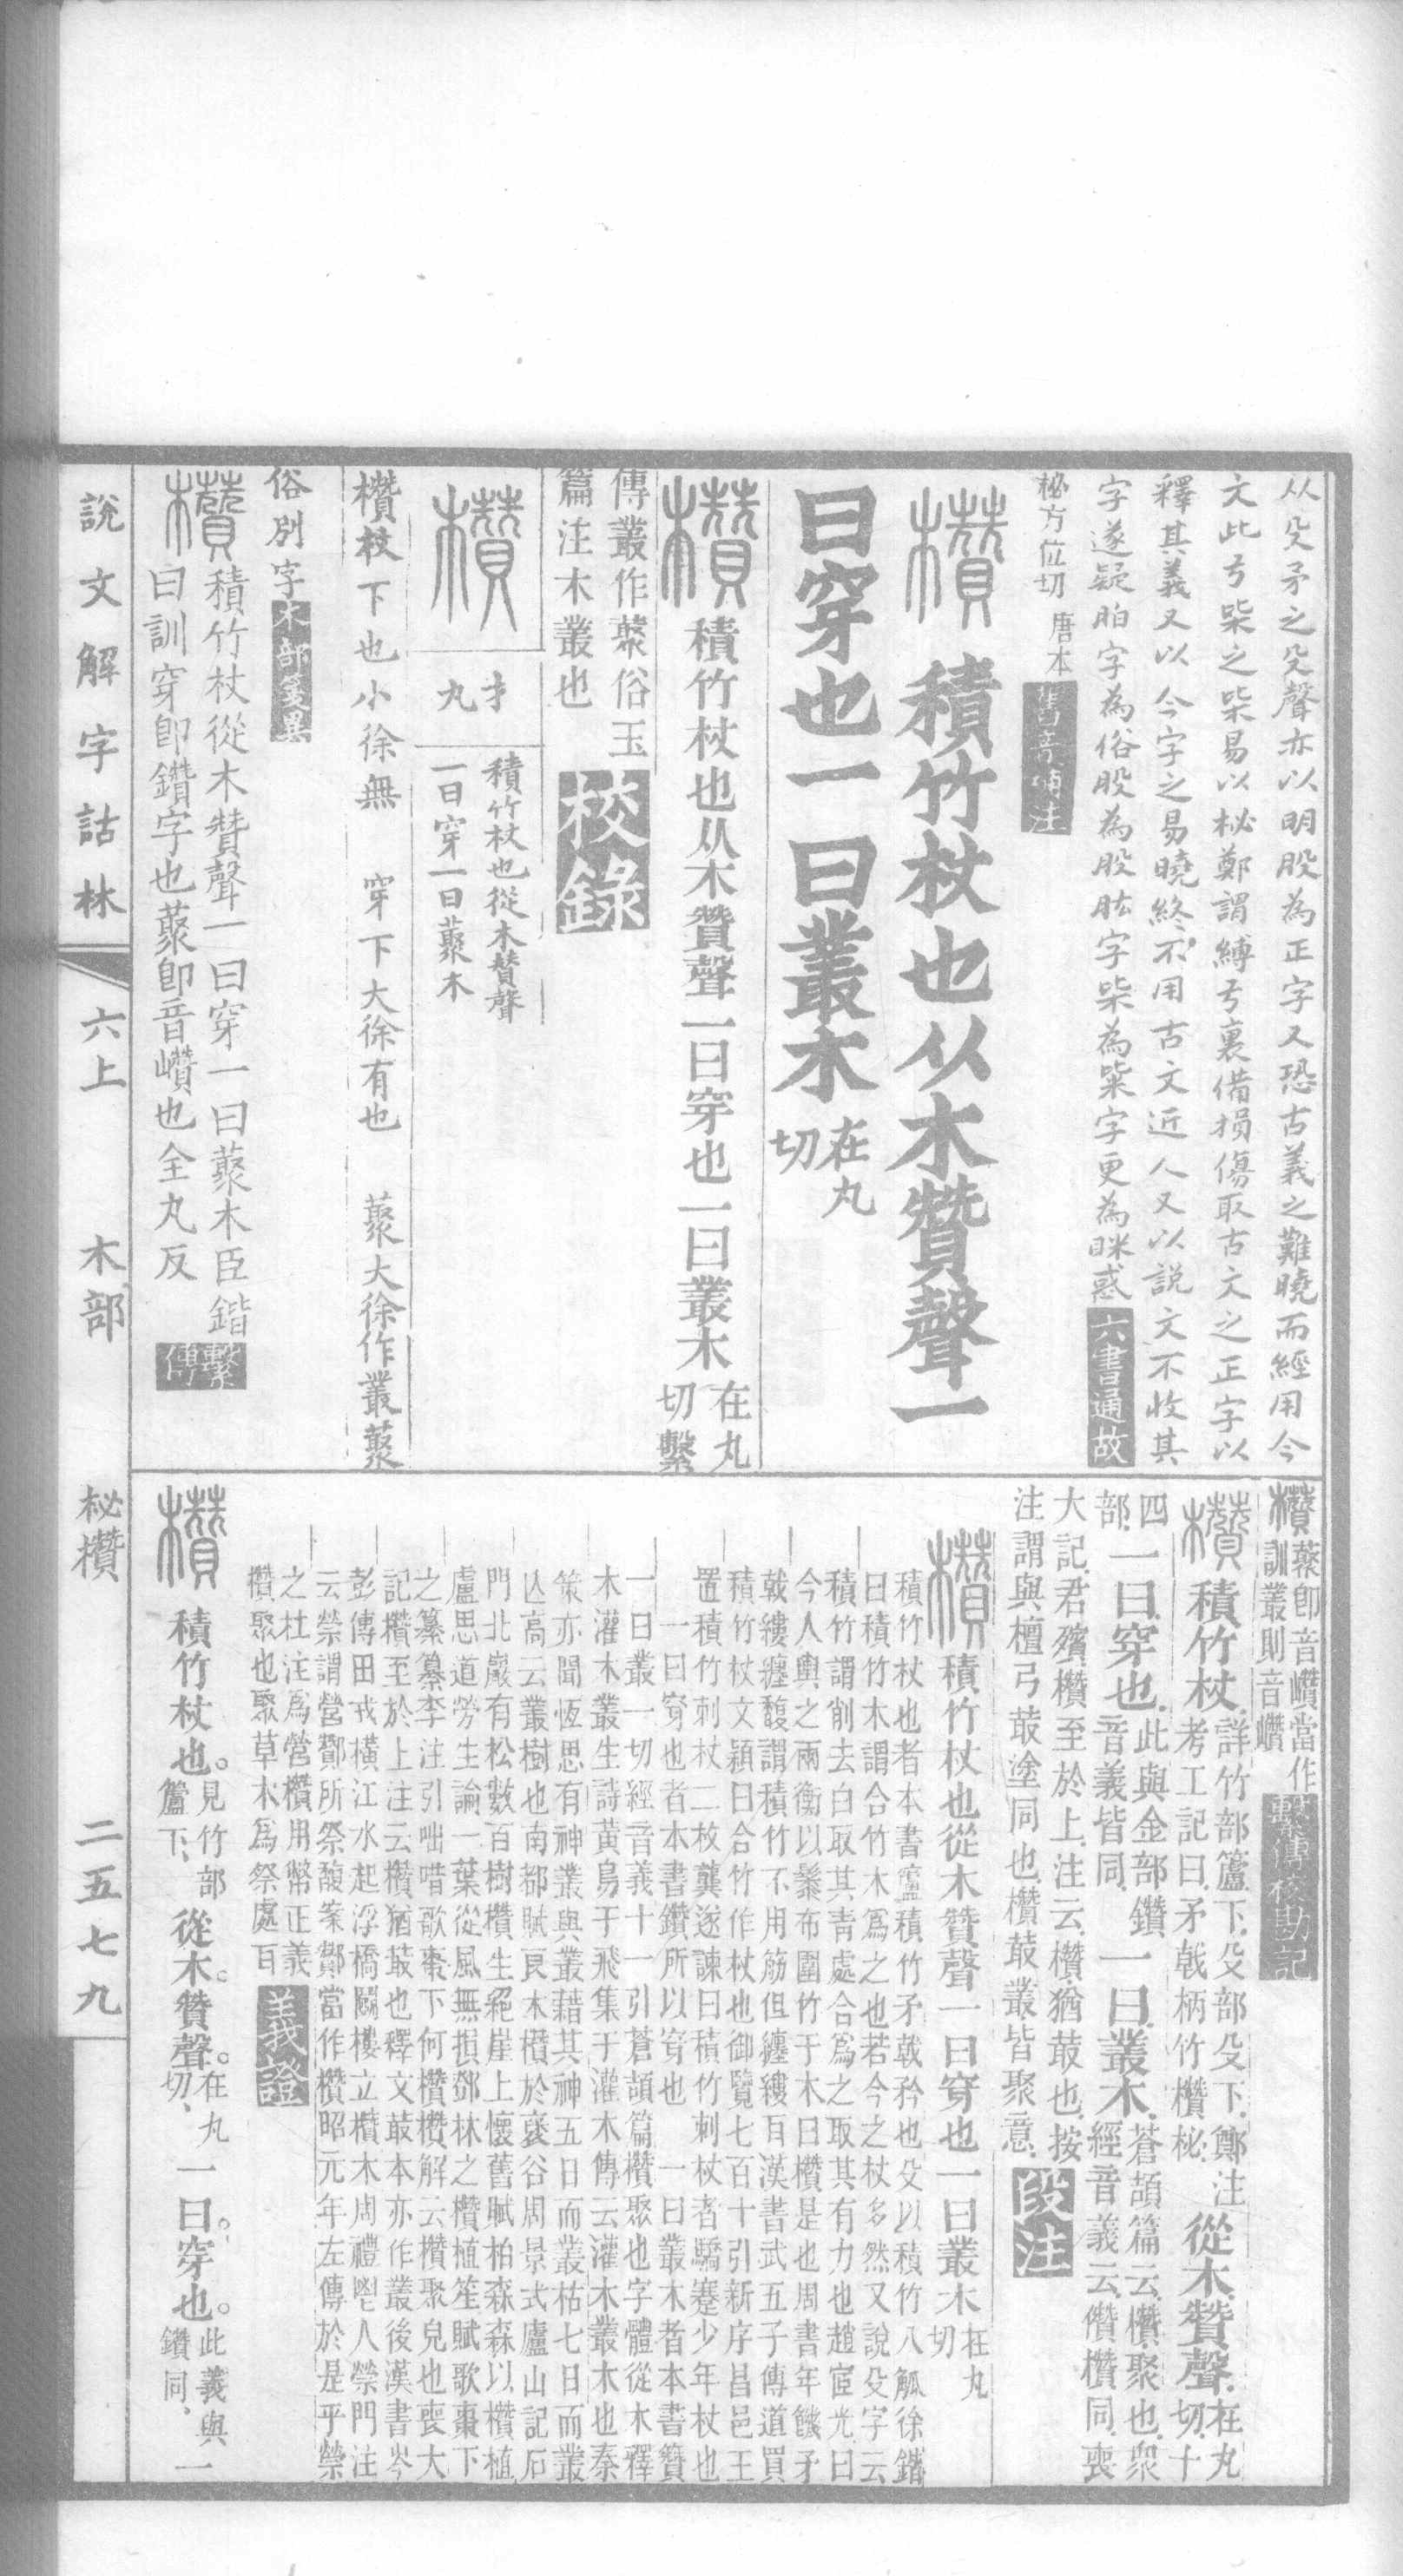 从殳矛之殳聲亦以明股為正字又恐古義之難曉而經用今
文此亏柴之柴易以柲鄭謂縛亏裏備損傷取古文之正字以
釋其義又以今字之易曉終不用古文近人又以説文不收其
字遂疑胉字為俗股為股肱字柴為粊字更為眯惑六書通故
柲方位切 唐本舊音補注
欑 積竹杖也从木贊聲一
曰穿也一曰叢木在丸切
欑 積竹杖也从木贊聲一曰穿也一曰叢木在丸切繫
傳叢作藂俗玉
篇注木叢也校錄
欑 才丸 積竹杖也從木贊聲
一曰穿一曰藂木
欑杖下也小徐無 穿下大徐有也 藂大徐作叢藂
俗別字木部箋異
欑 積竹杖從木贊聲一曰穿一曰藂木臣鍇
曰訓穿卽鑽字也藂卽音巑也全丸反繫傳
欑 藂卽音巑當作
訓叢則音巑繫傳校勘記
欑 積竹杖詳竹部籚下殳部殳下鄭注
考工記曰矛戟柄竹欑柲從木贊聲在丸切十
四部一曰穿也此與金部鑽音義皆同一曰叢木蒼頡篇云欑聚也衆
經音義云儹欑同喪
大記君殯欑至於上注云欑猶菆也按
注謂與檀弓菆塗同也欑菆叢皆聚意段注
欑 積竹杖也從木贊聲一曰穿也一曰叢木在丸切
積竹杖也者本書籚積竹矛戟矜也殳以積竹八觚徐鍇
曰積竹木謂合竹木爲之也若今之杖多然又說殳字云
積竹謂削去白取其青處合爲之取其有力也趙宧光曰
今人輿之兩衡以鬃布圍竹于木曰欑是也周書年饑矛
戟縷纏馥謂積竹不用筋但纏縷百漢書武五子傳道買
積竹杖文穎曰合竹作杖也御覽七百十引新序昌邑王
置積竹刺杖二枚龔遂諫曰積竹刺杖者驕蹇少年杖也
一曰穿也者本書鑽所以穿也一曰叢木者本書籫
一曰叢一切經音義十一引蒼頡篇欑聚也字體從木釋
木灌木叢生詩黃鳥于飛集于灌木傳云灌木叢木也秦
策亦聞恆思有神叢與叢藉其神五日而叢枯七日而叢
亾高云叢樹也南都賦良木欑於襃谷周景式廬山記石
門北巖有松數百樹欑生絕崖上懷舊賦柏森森以欑植
盧思道勞生論一葉從風無損鄧林之欑植笙賦歌棗下
之纂纂李注引咄唶歌棗下何欑欑解云欑聚皃也喪大
記欑至於上注云欑猶菆也釋文菆本亦作叢後漢書岑
彭傳田戎橫江水起浮橋鬭樓立欑木周禮鬯人禜門注
云禜謂營酇所祭馥案酇當作欑昭元年左傳於是乎禜
之杜注爲營欑用幣正義
欑聚也聚草木爲祭處百義證
欑 積竹杖也見竹部籚下從木贊聲在丸切一曰穿也此義與鑽同一
說文解字詁林 六上 木部 柲欑 二五七九